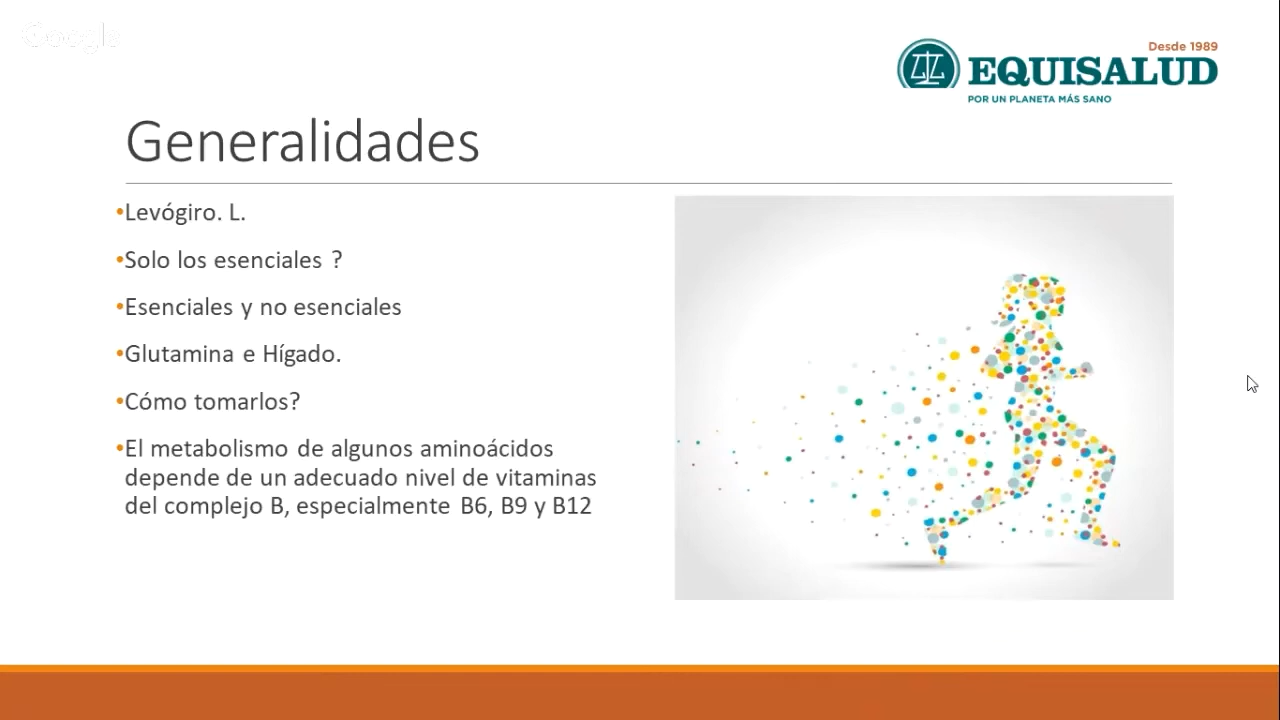 Google
Desde 1989
EQUISALUD
POR UN PLANETA MÁS SANO
Generalidades
•Levógiro. L.
•Solo los esenciales ?
•Esenciales y no esenciales
•Glutamina e Hígado.
•Cómo tomarlos?
•El metabolismo de algunos aminoácidos
depende de un adecuado nivel de vitaminas
del complejo B, especialmente B6, B9 y B12